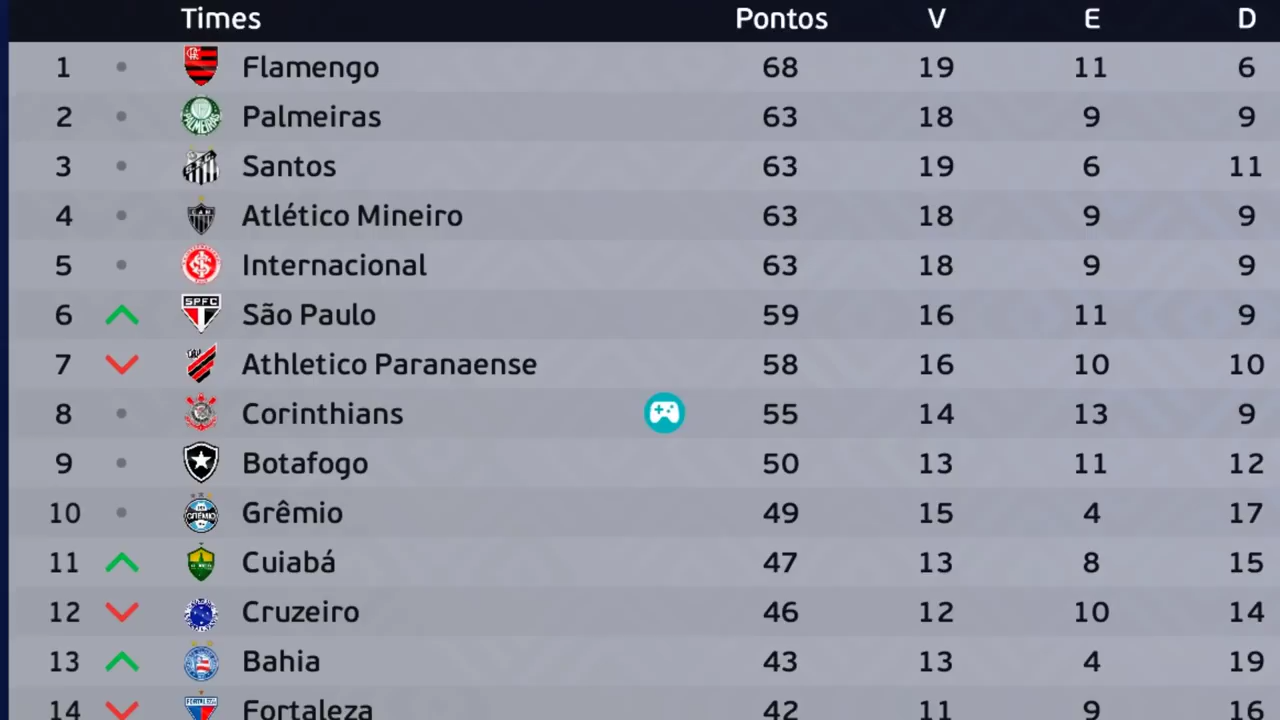 Times Pontos V E D
1 Flamengo 68 19 11 6
2 Palmeiras 63 18 9 9
3 Santos 63 19 6 11
4 Atlético Mineiro 63 18 9 9
5 Internacional 63 18 9 9
6 SPFC São Paulo 59 16 11 9
7 Athletico Paranaense 58 16 10 10
8 Corinthians 55 14 13 9
9 Botafogo 50 13 11 12
10 Grêmio 49 15 4 17
11 Cuiabá 47 13 8 15
12 Cruzeiro 46 12 10 14
13 Bahia 43 13 4 19
14 Fortaleza 42 11 9 16